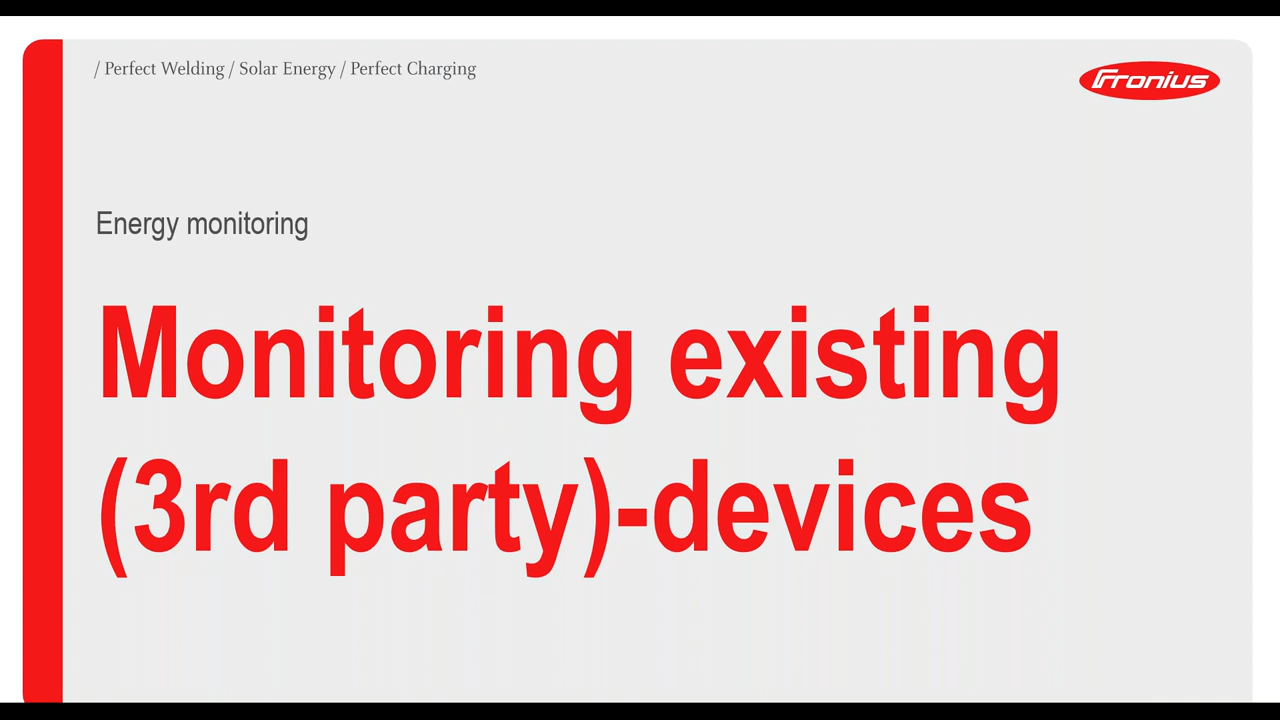 / Perfect Welding / Solar Energy / Perfect Charging
Fronius
Energy monitoring
Monitoring existing
(3rd party)-devices